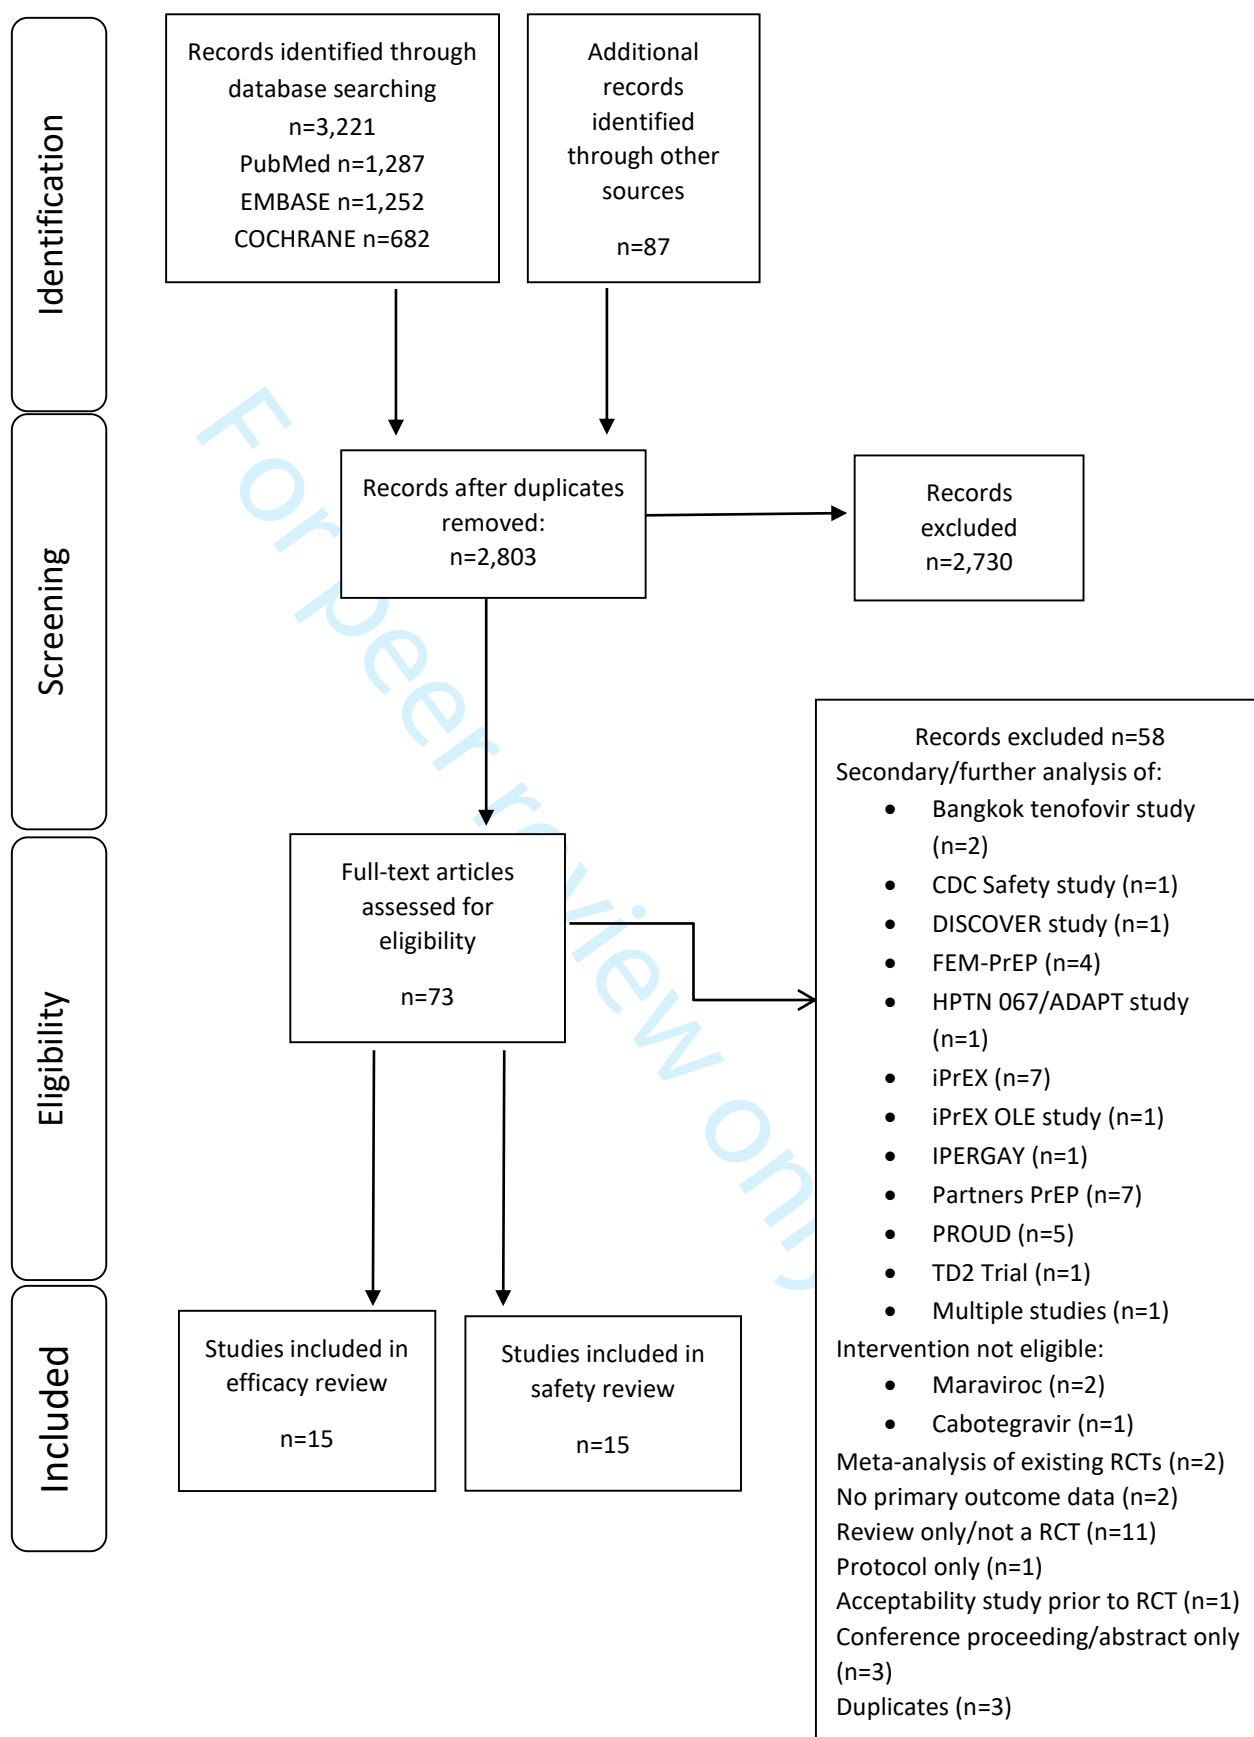 Identification
Records identified through
database searching
n=3,221
PubMed n=1,287
EMBASE n=1,252
COCHRANE n=682
Additional
records
identified
through other
sources
n=87
Screening
Records after duplicates
removed:
n=2,803
Records
excluded
n=2,730
Eligibility
Full-text articles
assessed for
eligibility
n=73
Records excluded n=58
Secondary/further analysis of:
• Bangkok tenofovir study
(n=2)
• CDC Safety study (n=1)
• DISCOVER study (n=1)
• FEM-PrEP (n=4)
• HPTN 067/ADAPT study
(n=1)
• iPrEX (n=7)
• iPrEX OLE study (n=1)
• IPERGAY (n=1)
• Partners PrEP (n=7)
• PROUD (n=5)
• TD2 Trial (n=1)
• Multiple studies (n=1)
Intervention not eligible:
• Maraviroc (n=2)
• Cabotegravir (n=1)
Meta-analysis of existing RCTs (n=2)
No primary outcome data (n=2)
Review only/not a RCT (n=11)
Protocol only (n=1)
Acceptability study prior to RCT (n=1)
Conference proceeding/abstract only
(n=3)
Duplicates (n=3)
Included
Studies included in
efficacy review
n=15
Studies included in
safety review
n=15
For peer review only